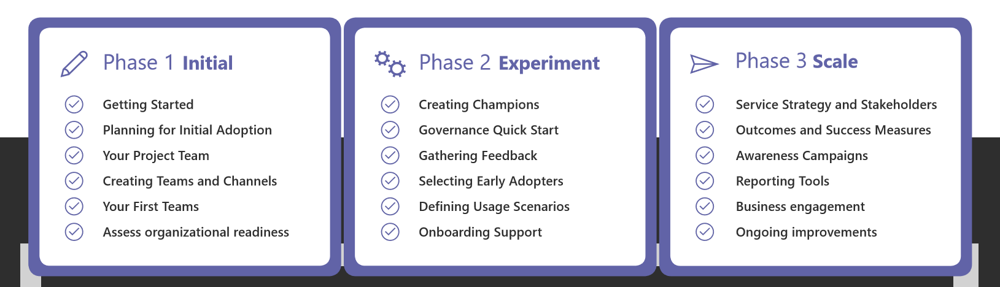 Phase 1 Initial
Getting Started
Planning for Initial Adoption
Your Project Team
Creating Teams and Channels
Your First Teams
Assess organizational readiness
Phase 2 Experiment
Creating Champions
Governance Quick Start
Gathering Feedback
Selecting Early Adopters
Defining Usage Scenarios
Onboarding Support
Phase 3 Scale
Service Strategy and Stakeholders
Outcomes and Success Measures
Awareness Campaigns
Reporting Tools
Business engagement
Ongoing improvements